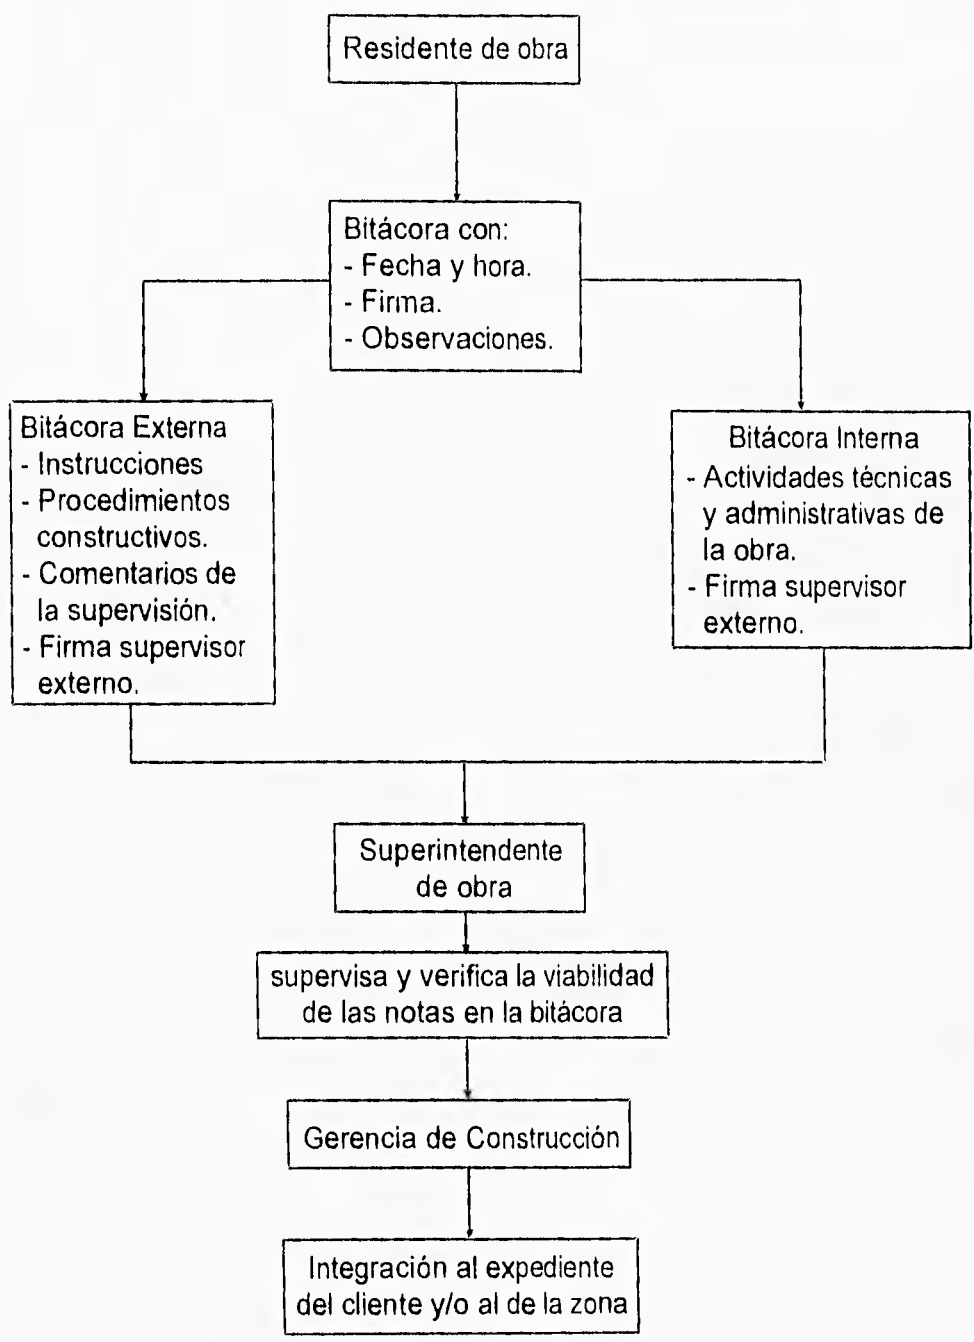 Residente de obra
Bitácora con:
- Fecha y hora.
- Firma.
- Observaciones.
Bitácora Externa
- Instrucciones
- Procedimientos
constructivos.
- Comentarios de
la supervisión.
- Firma supervisor
externo.
Bitácora Interna
- Actividades técnicas
y administrativas de
la obra.
- Firma supervisor
externo.
Superintendente
de obra
supervisa y verifica la viabilidad
de las notas en la bitácora
Gerencia de Construcción
Integración al expediente
del cliente y/o al de la zona